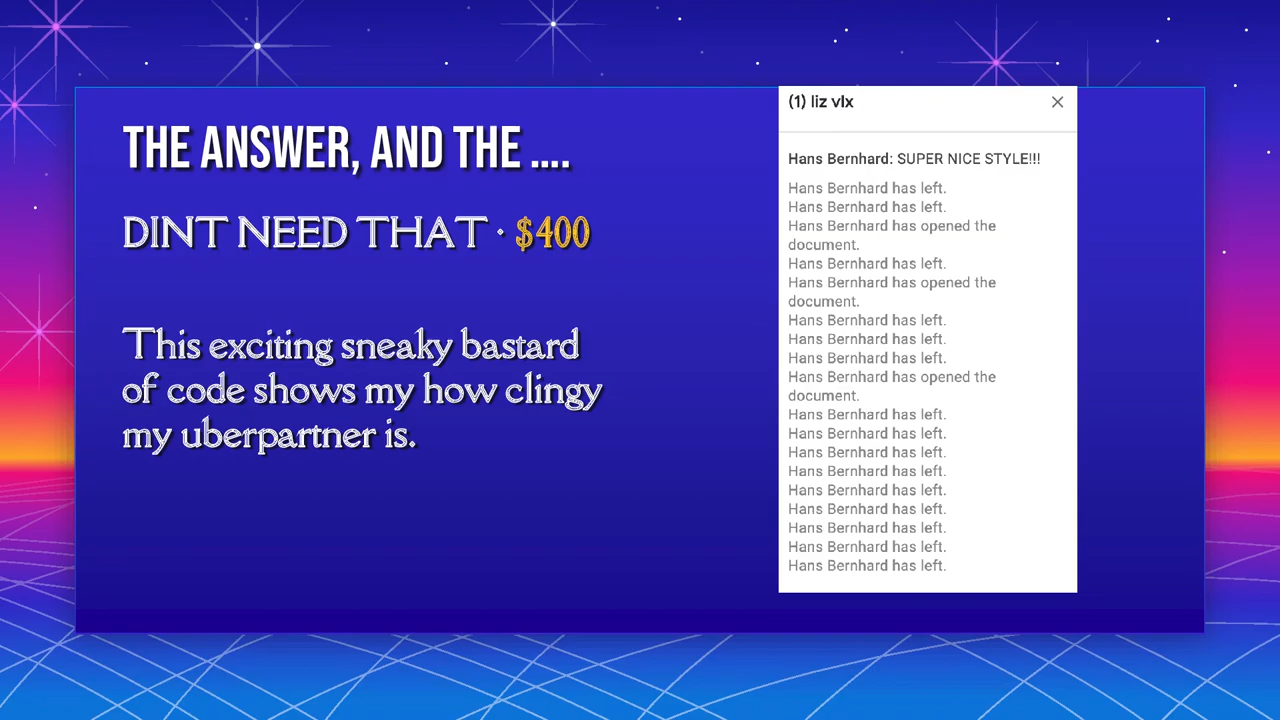 THE ANSWER, AND THE ....
DINT NEED THAT · $400
This exciting sneaky bastard
of code shows my how clingy
my uberpartner is.
(1) liz vlx
Hans Bernhard: SUPER NICE STYLE!!!
Hans Bernhard has left.
Hans Bernhard has left.
Hans Bernhard has opened the
document.
Hans Bernhard has left.
Hans Bernhard has opened the
document.
Hans Bernhard has left.
Hans Bernhard has left.
Hans Bernhard has left.
Hans Bernhard has opened the
document.
Hans Bernhard has left.
Hans Bernhard has left.
Hans Bernhard has left.
Hans Bernhard has left.
Hans Bernhard has left.
Hans Bernhard has left.
Hans Bernhard has left.
Hans Bernhard has left.
Hans Bernhard has left.